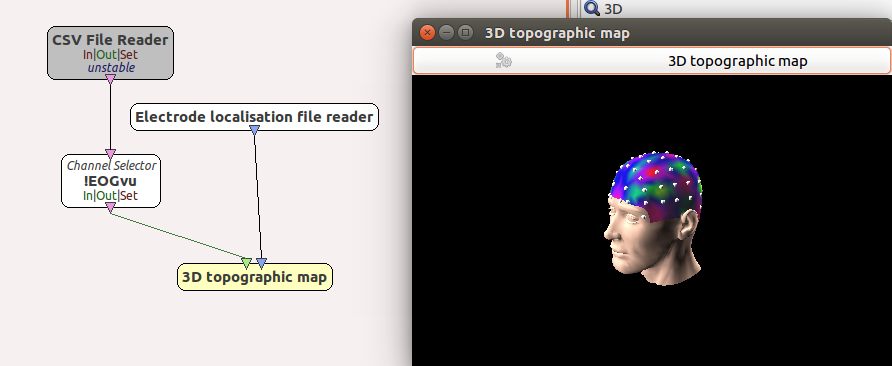 CSV File Reader
In|Out|Set
unstable
Electrode localisation file reader
Channel Selector
!EOGvu
In|Out|Set
3D topographic map
3D
3D topographic map
3D topographic map